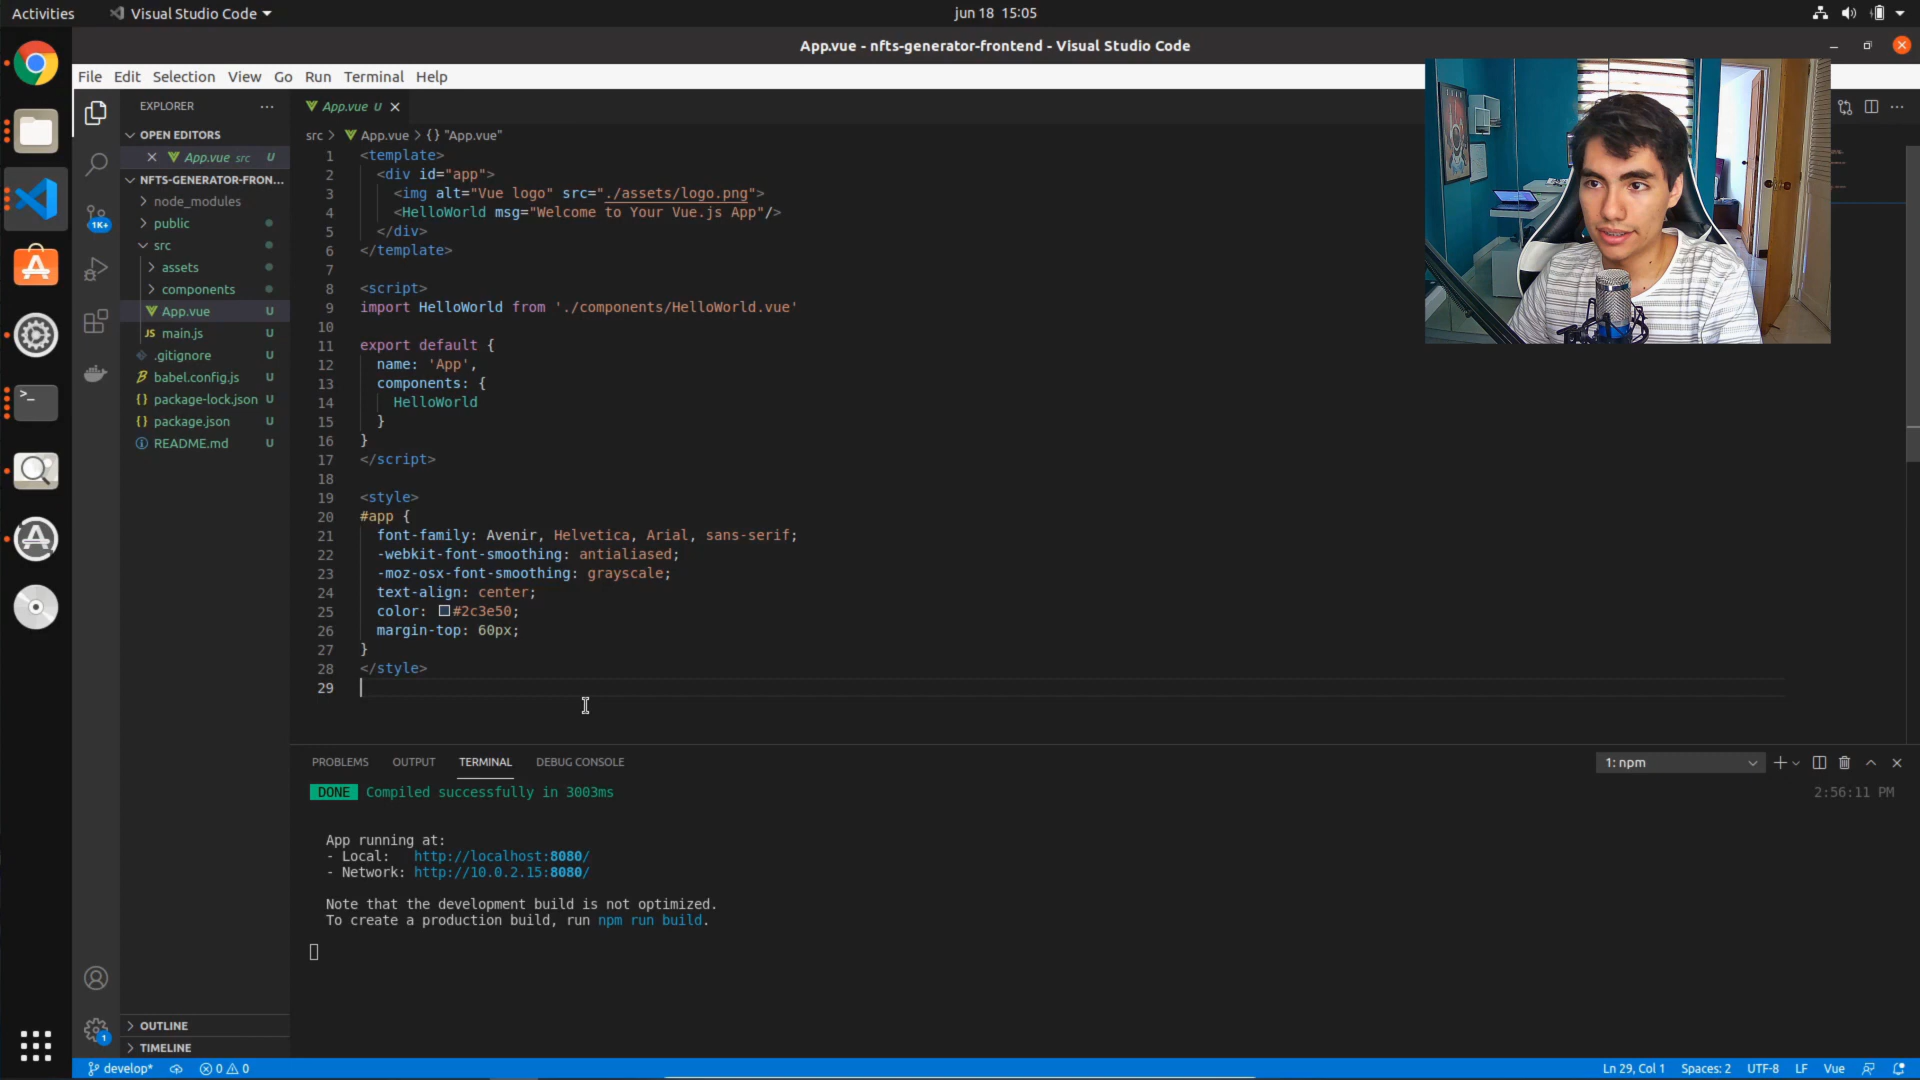 Activities
Visual Studio Code
jun 18 15:05
App.vue - nfts-generator-frontend - Visual Studio Code
File Edit Selection View Go Run Terminal Help
EXPLORER
OPEN EDITORS
App.vue src U
NFTS-GENERATOR-FRON...
node_modules
public
src
assets
components
App.vue U
JS main.js U
.gitignore U
babel.config.js U
{} package-lock.json U
{} package.json U
README.md U
OUTLINE
TIMELINE
1K+
1
App.vue U
src > App.vue > {} "App.vue"
1 <template>
2 <div id="app">
3 <img alt="Vue logo" src="./assets/logo.png">
4 <HelloWorld msg="Welcome to Your Vue.js App"/>
5 </div>
6 </template>
7
8 <script>
9 import HelloWorld from './components/HelloWorld.vue'
10
11 export default {
12 name: 'App',
13 components: {
14 HelloWorld
15 }
16 }
17 </script>
18
19 <style>
20 #app {
21 font-family: Avenir, Helvetica, Arial, sans-serif;
22 -webkit-font-smoothing: antialiased;
23 -moz-osx-font-smoothing: grayscale;
24 text-align: center;
25 color: #2c3e50;
26 margin-top: 60px;
27 }
28 </style>
29
PROBLEMS OUTPUT TERMINAL DEBUG CONSOLE
1: npm
DONE Compiled successfully in 3003ms 2:56:11 PM
App running at:
- Local: http://localhost:8080/
- Network: http://10.0.2.15:8080/
Note that the development build is not optimized.
To create a production build, run npm run build.
develop* 0 0
Ln 29, Col 1 Spaces: 2 UTF-8 LF Vue